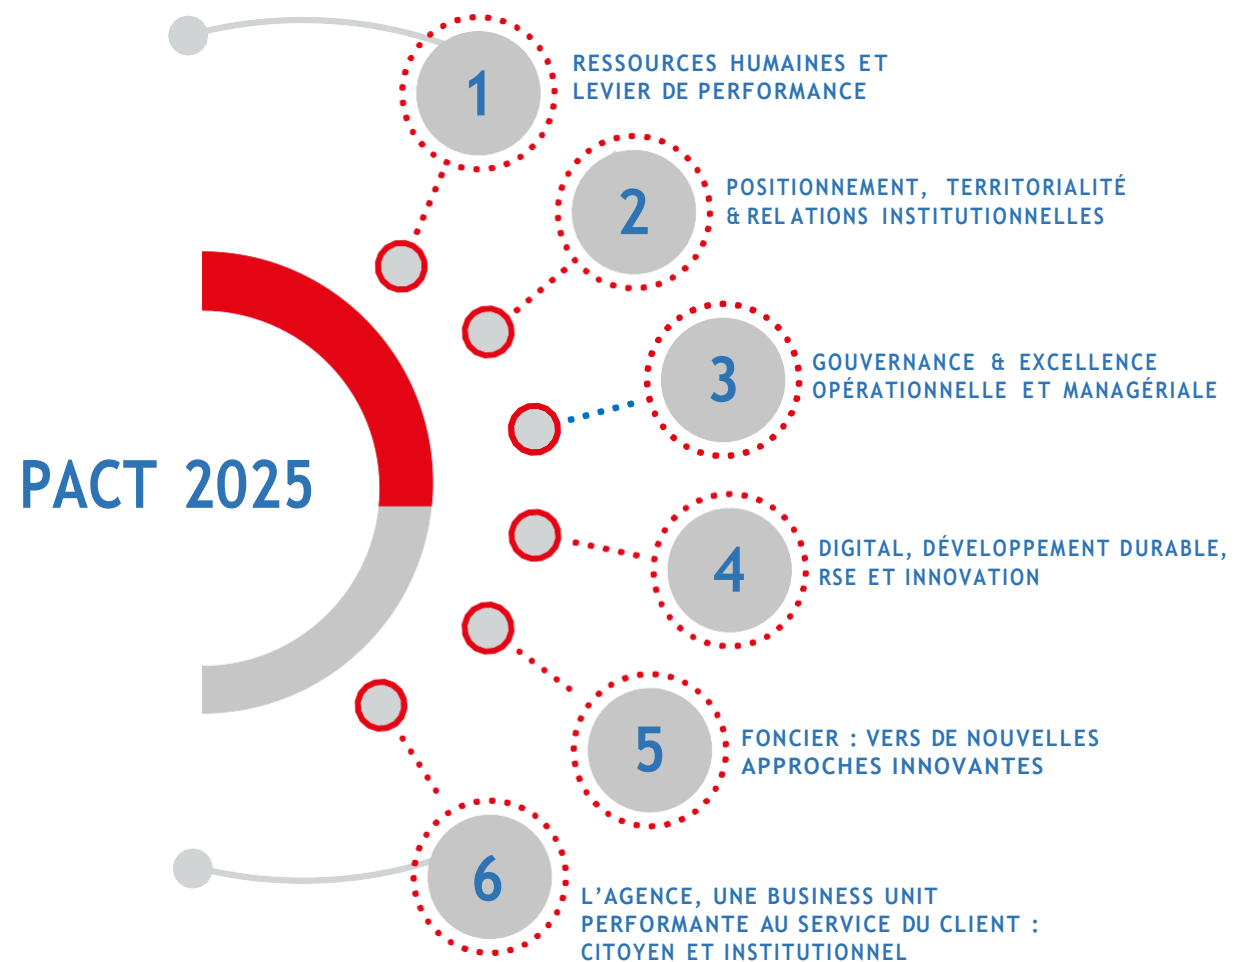 1
RESSOURCES HUMAINES ET
LEVIER DE PERFORMANCE
2
POSITIONNEMENT, TERRITORIALITÉ
& RELATIONS INSTITUTIONNELLES
3
GOUVERNANCE & EXCELLENCE
OPÉRATIONNELLE ET MANAGÉRIALE
PACT 2025
4
DIGITAL, DÉVELOPPEMENT DURABLE,
RSE ET INNOVATION
5
FONCIER : VERS DE NOUVELLES
APPROCHES INNOVANTES
6
L’AGENCE, UNE BUSINESS UNIT
PERFORMANTE AU SERVICE DU CLIENT :
CITOYEN ET INSTITUTIONNEL